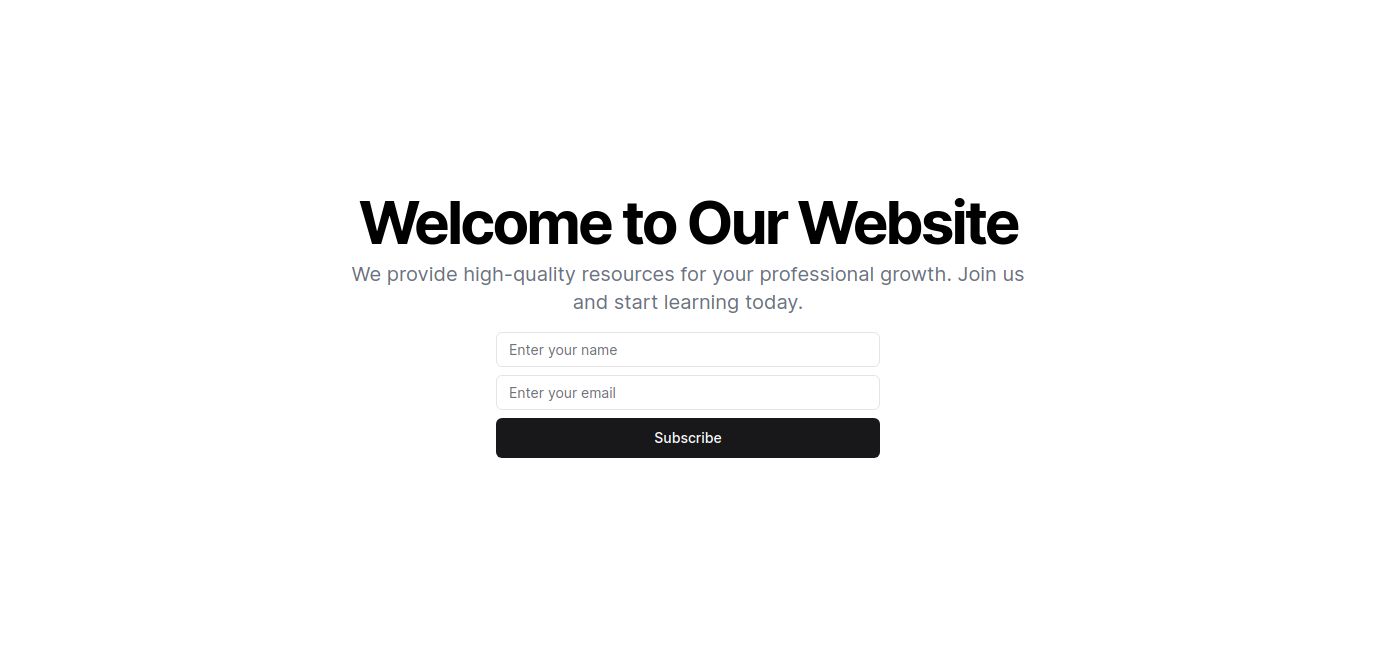 Welcome to Our Website
We provide high-quality resources for your professional growth. Join us
and start learning today.
Enter your name
Enter your email
Subscribe